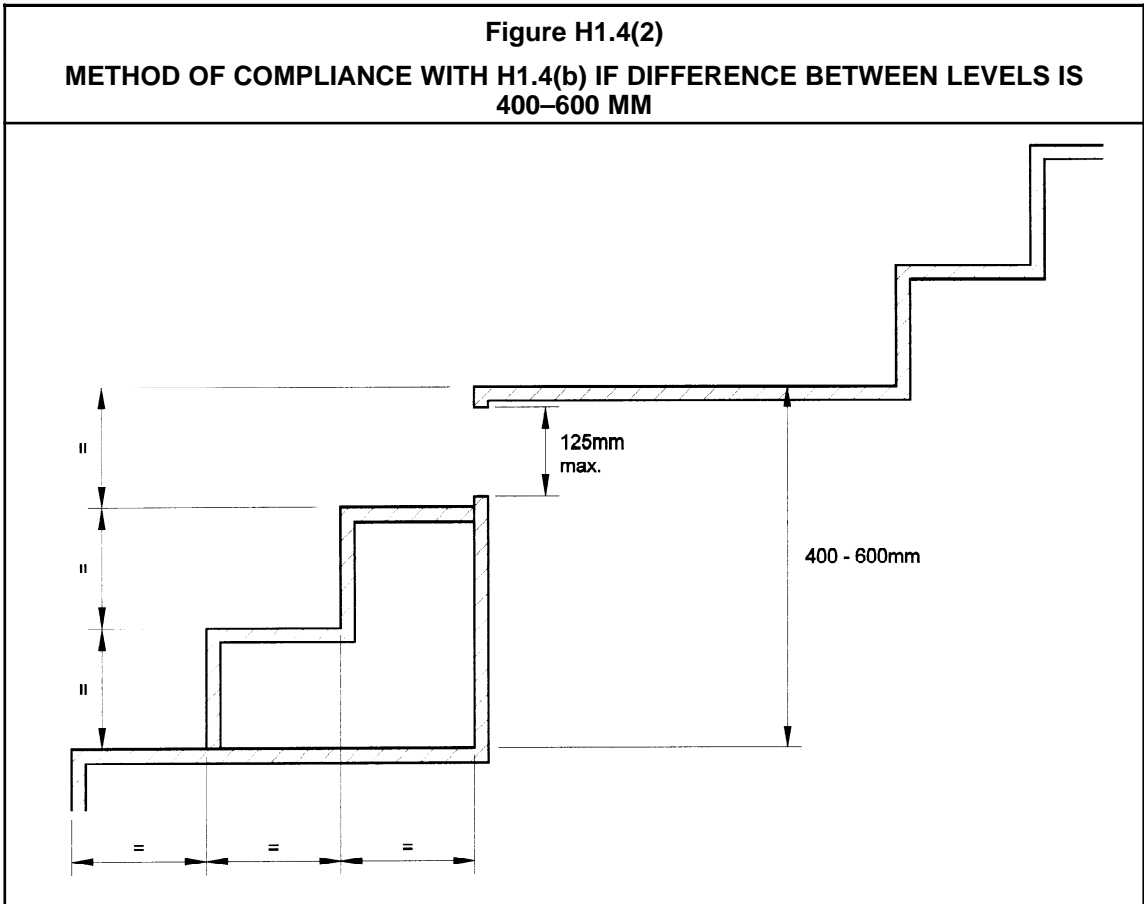 Figure H1.4(2)
METHOD OF COMPLIANCE WITH H1.4(b) IF DIFFERENCE BETWEEN LEVELS IS
400–600 MM
=
125mm
max.
=
400 - 600mm
=
= = =